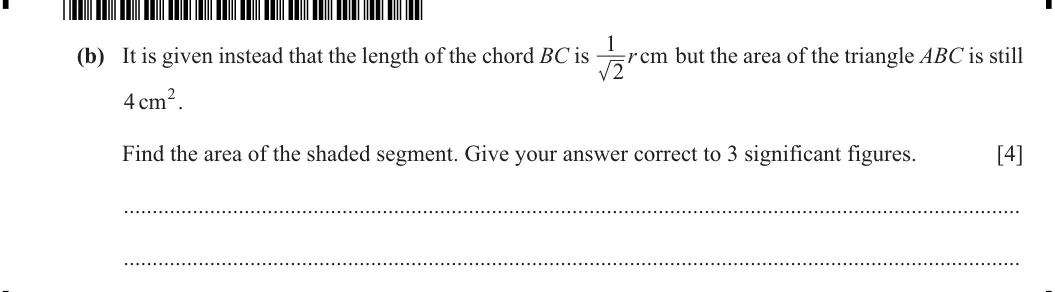 (b) It is given instead that the length of the chord BC is 1/√2 r cm but the area of the triangle ABC is still
4 cm².
Find the area of the shaded segment. Give your answer correct to 3 significant figures. [4]